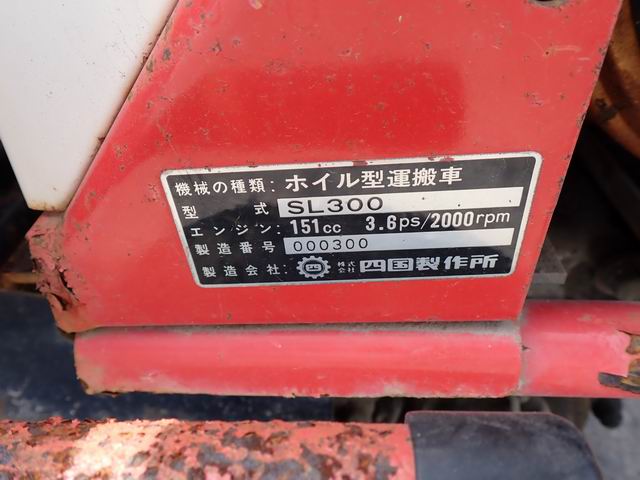 機械の種類：ホイル型運搬車
型式 SL300
エンジン：151cc 3.6ps/2000rpm
製造番号 000300
製造会社：四 株式会社 四国製作所